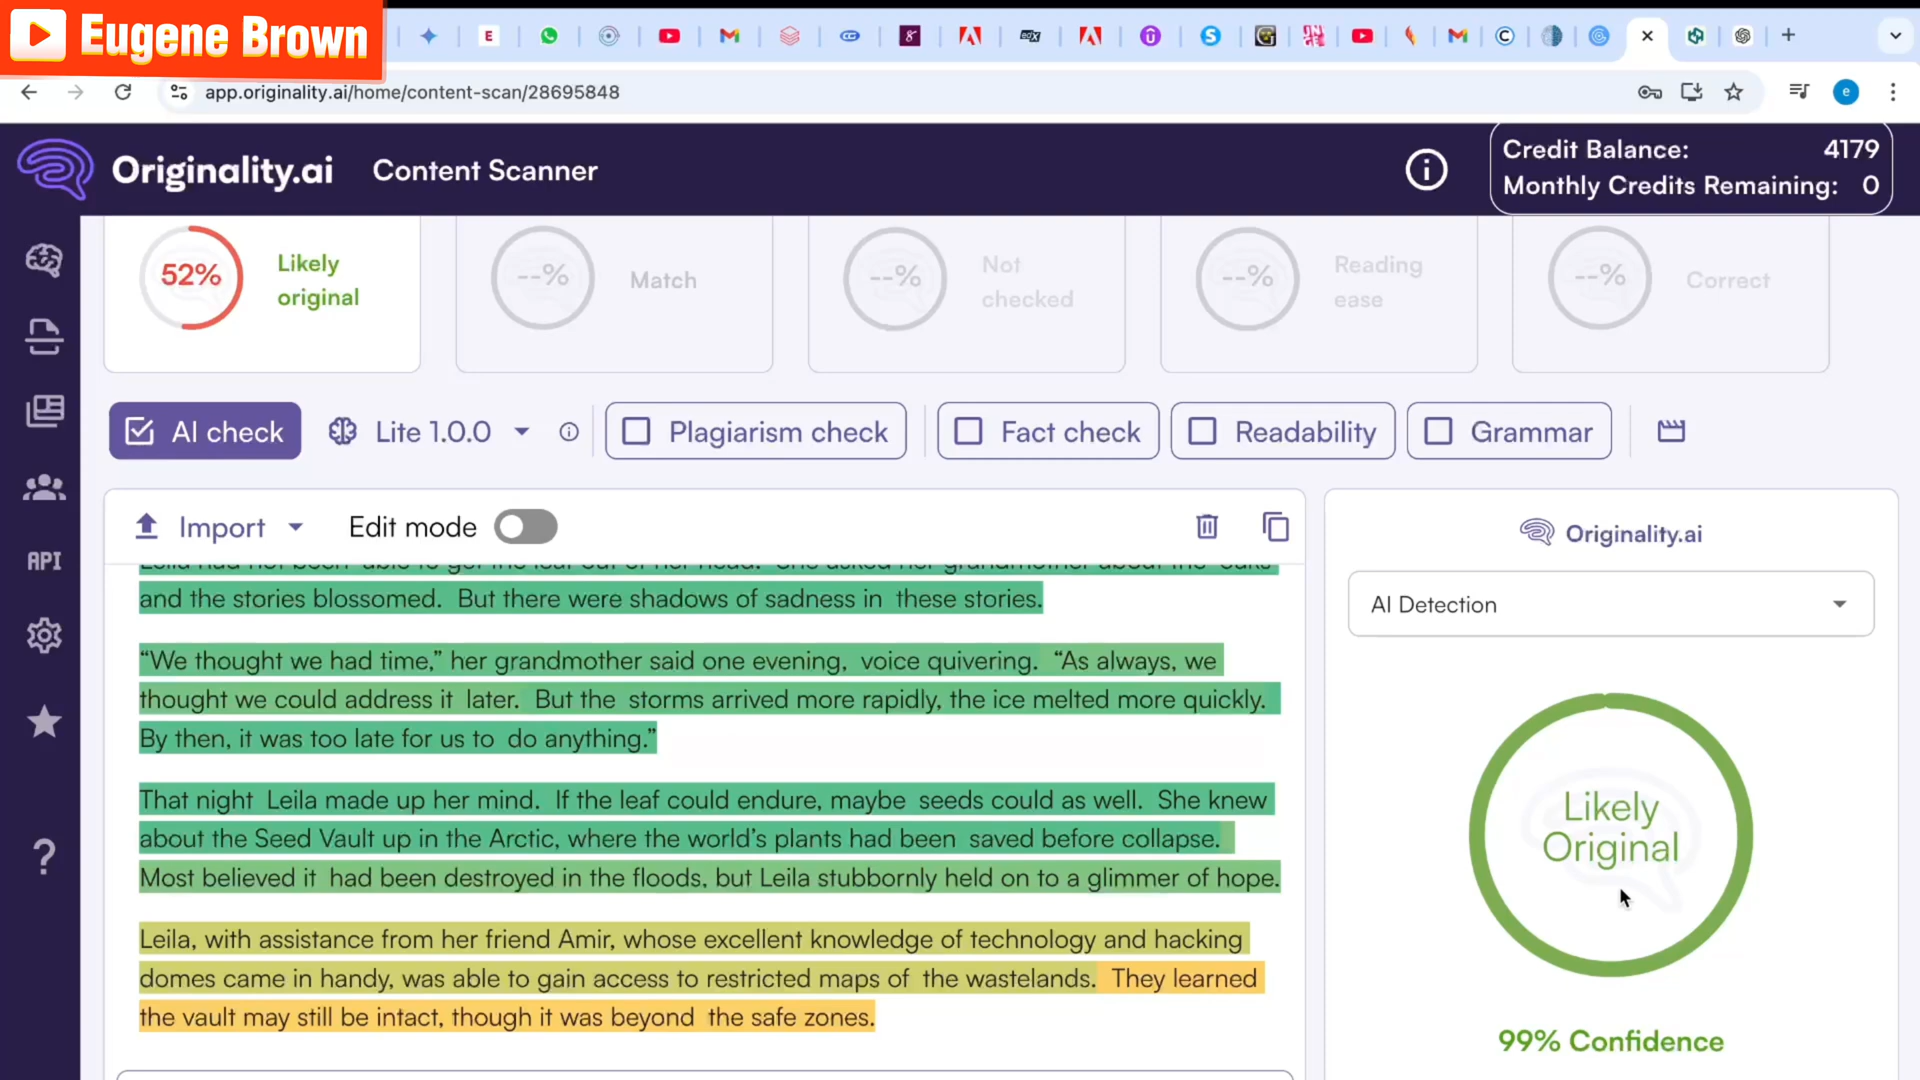 Eugene Brown
app.originality.ai/home/content-scan/28695848
Originality.ai
Content Scanner
Credit Balance: 4179
Monthly Credits Remaining: 0
52%
Likely
original
--%
Match
--%
Not
checked
--%
Reading
ease
--%
Correct
AI check
Lite 1.0.0
Plagiarism check
Fact check
Readability
Grammar
Import
Edit mode
API
and the stories blossomed. But there were shadows of sadness in these stories.
“We thought we had time,” her grandmother said one evening, voice quivering. “As always, we
thought we could address it later. But the storms arrived more rapidly, the ice melted more quickly.
By then, it was too late for us to do anything.”
That night Leila made up her mind. If the leaf could endure, maybe seeds could as well. She knew
about the Seed Vault up in the Arctic, where the world’s plants had been saved before collapse.
Most believed it had been destroyed in the floods, but Leila stubbornly held on to a glimmer of hope.
Leila, with assistance from her friend Amir, whose excellent knowledge of technology and hacking
domes came in handy, was able to gain access to restricted maps of the wastelands. They learned
the vault may still be intact, though it was beyond the safe zones.
Originality.ai
AI Detection
Likely
Original
99% Confidence